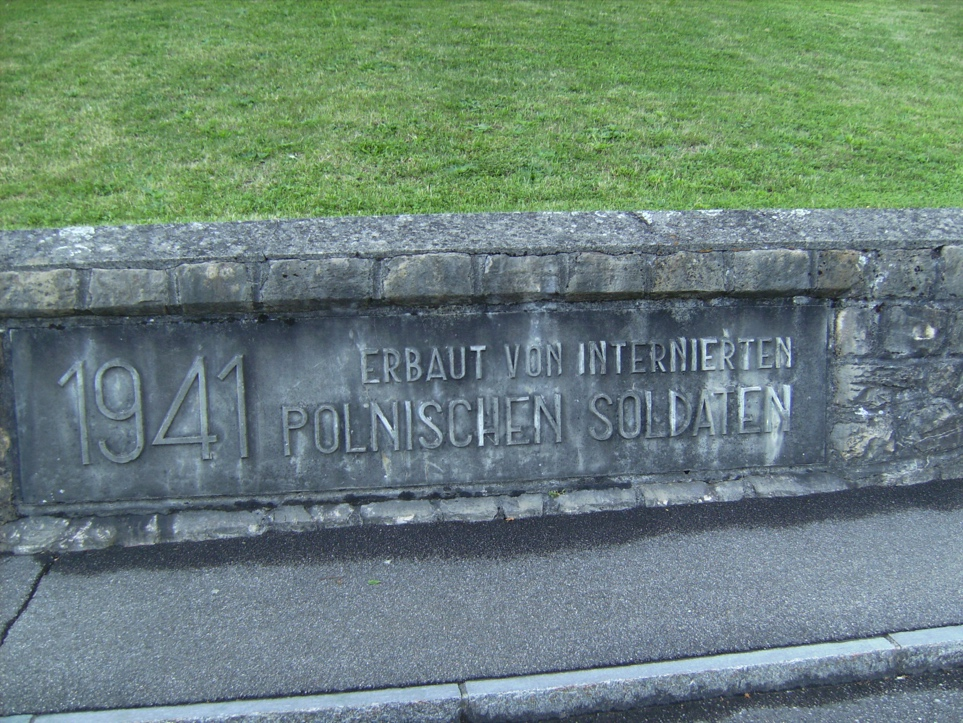 1941 ERBAUT VON INTERNIERTEN
POLNISCHEN SOLDATEN